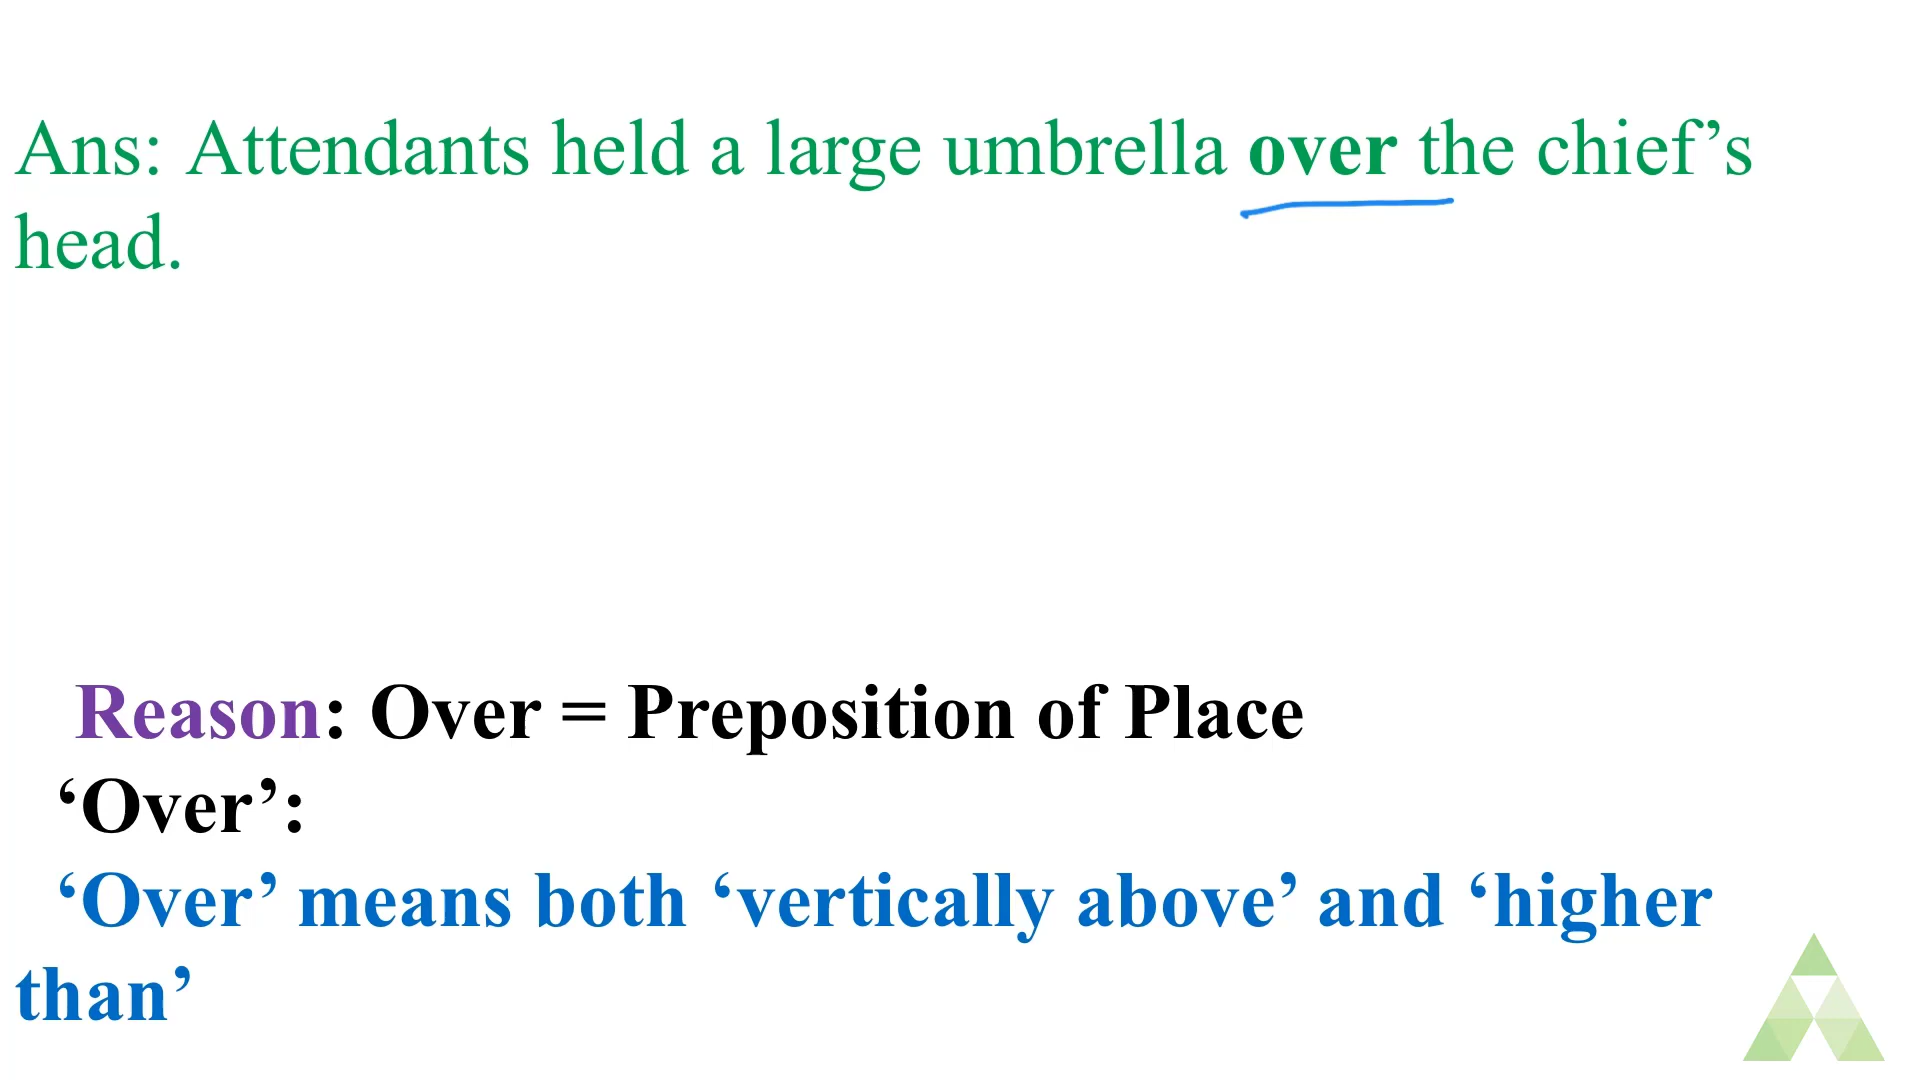 Ans: Attendants held a large umbrella over the chief’s
head.
Reason: Over = Preposition of Place
‘Over’:
‘Over’ means both ‘vertically above’ and ‘higher
than’